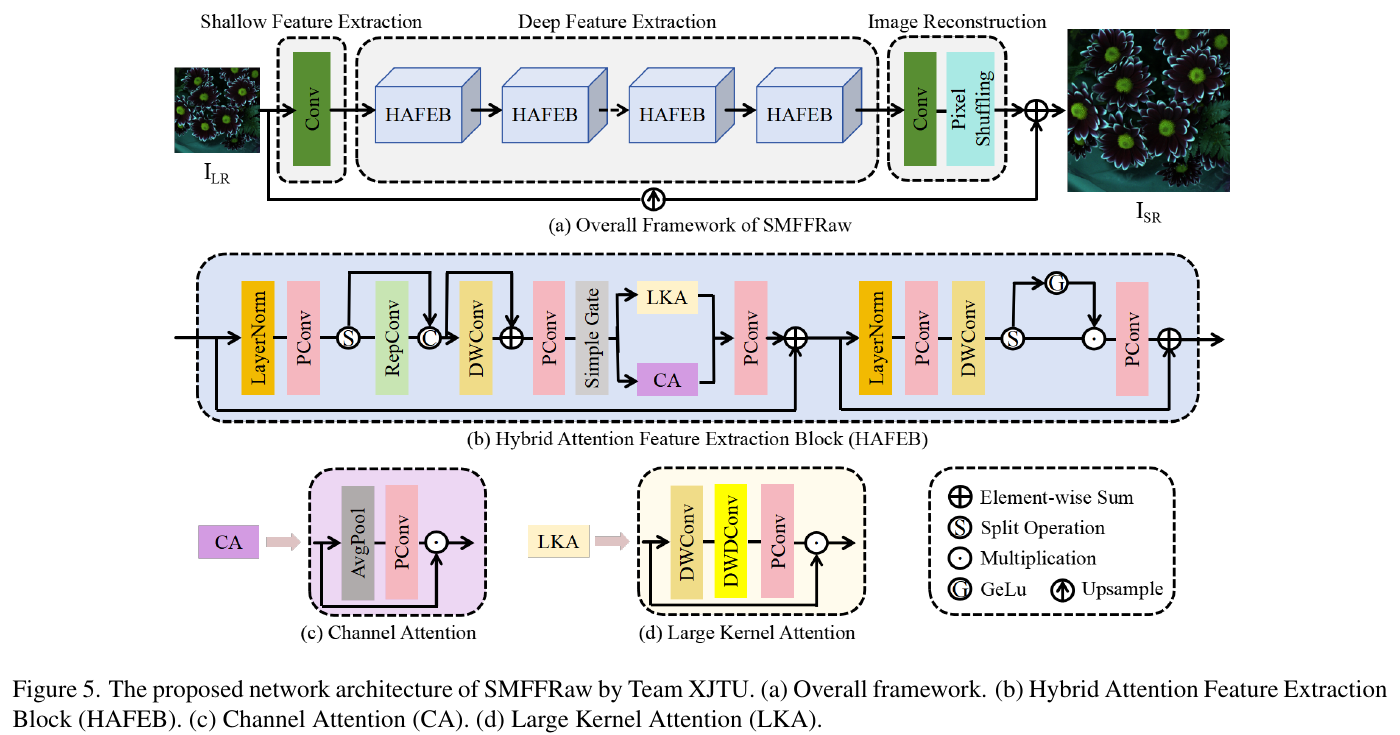 Shallow Feature Extraction
Deep Feature Extraction
Image Reconstruction
Conv
HAFEB
HAFEB
HAFEB
HAFEB
Conv
Pixel
Shuffling
I_LR
I_SR
(a) Overall Framework of SMFFRaw
LayerNorm
PConv
S
RepConv
C
DWConv
PConv
Simple Gate
LKA
CA
PConv
LayerNorm
PConv
DWConv
S
G
PConv
(b) Hybrid Attention Feature Extraction Block (HAFEB)
CA
AvgPool
PConv
(c) Channel Attention
LKA
DWConv
DWDConv
PConv
(d) Large Kernel Attention
Element-wise Sum
S Split Operation
Multiplication
G GeLu
Upsample
Figure 5. The proposed network architecture of SMFFRaw by Team XJTU. (a) Overall framework. (b) Hybrid Attention Feature Extraction
Block (HAFEB). (c) Channel Attention (CA). (d) Large Kernel Attention (LKA).